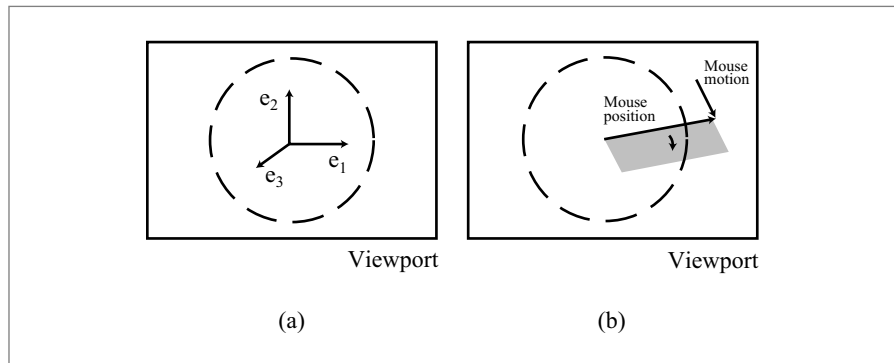 e2
e1
e3
Viewport
(a)
Mouse
motion
Mouse
position
Viewport
(b)